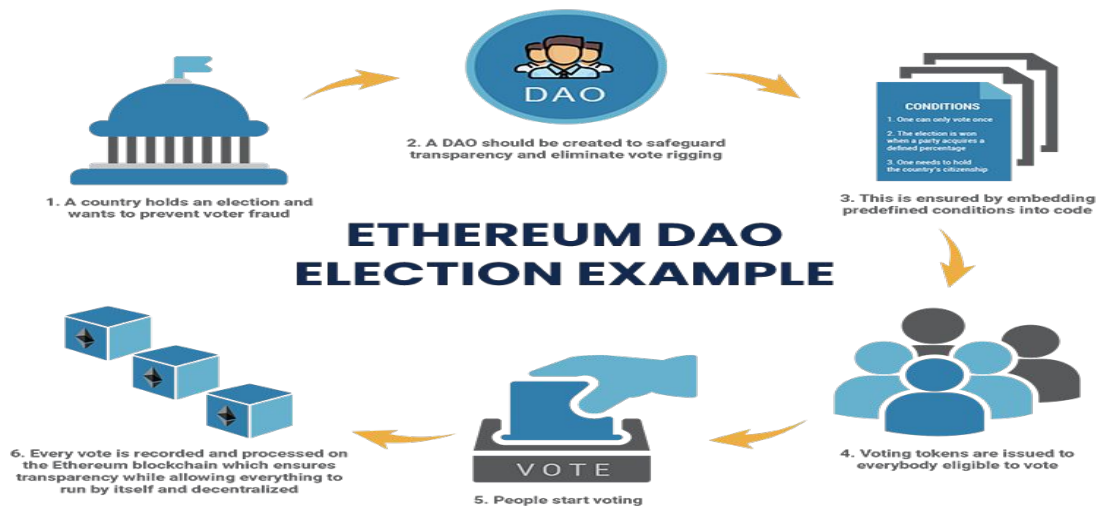 1. A country holds an election and
wants to prevent voter fraud
DAO
2. A DAO should be created to safeguard
transparency and eliminate vote rigging
CONDITIONS
1. One can only vote once
2. The election is won
when a party acquires a
defined percentage
3. One needs to hold
the country's citizenship
3. This is ensured by embedding
predefined conditions into code
ETHEREUM DAO
ELECTION EXAMPLE
4. Voting tokens are issued to
everybody eligible to vote
VOTE
5. People start voting
6. Every vote is recorded and processed on
the Ethereum blockchain which ensures
transparency while allowing everything to
run by itself and decentralized